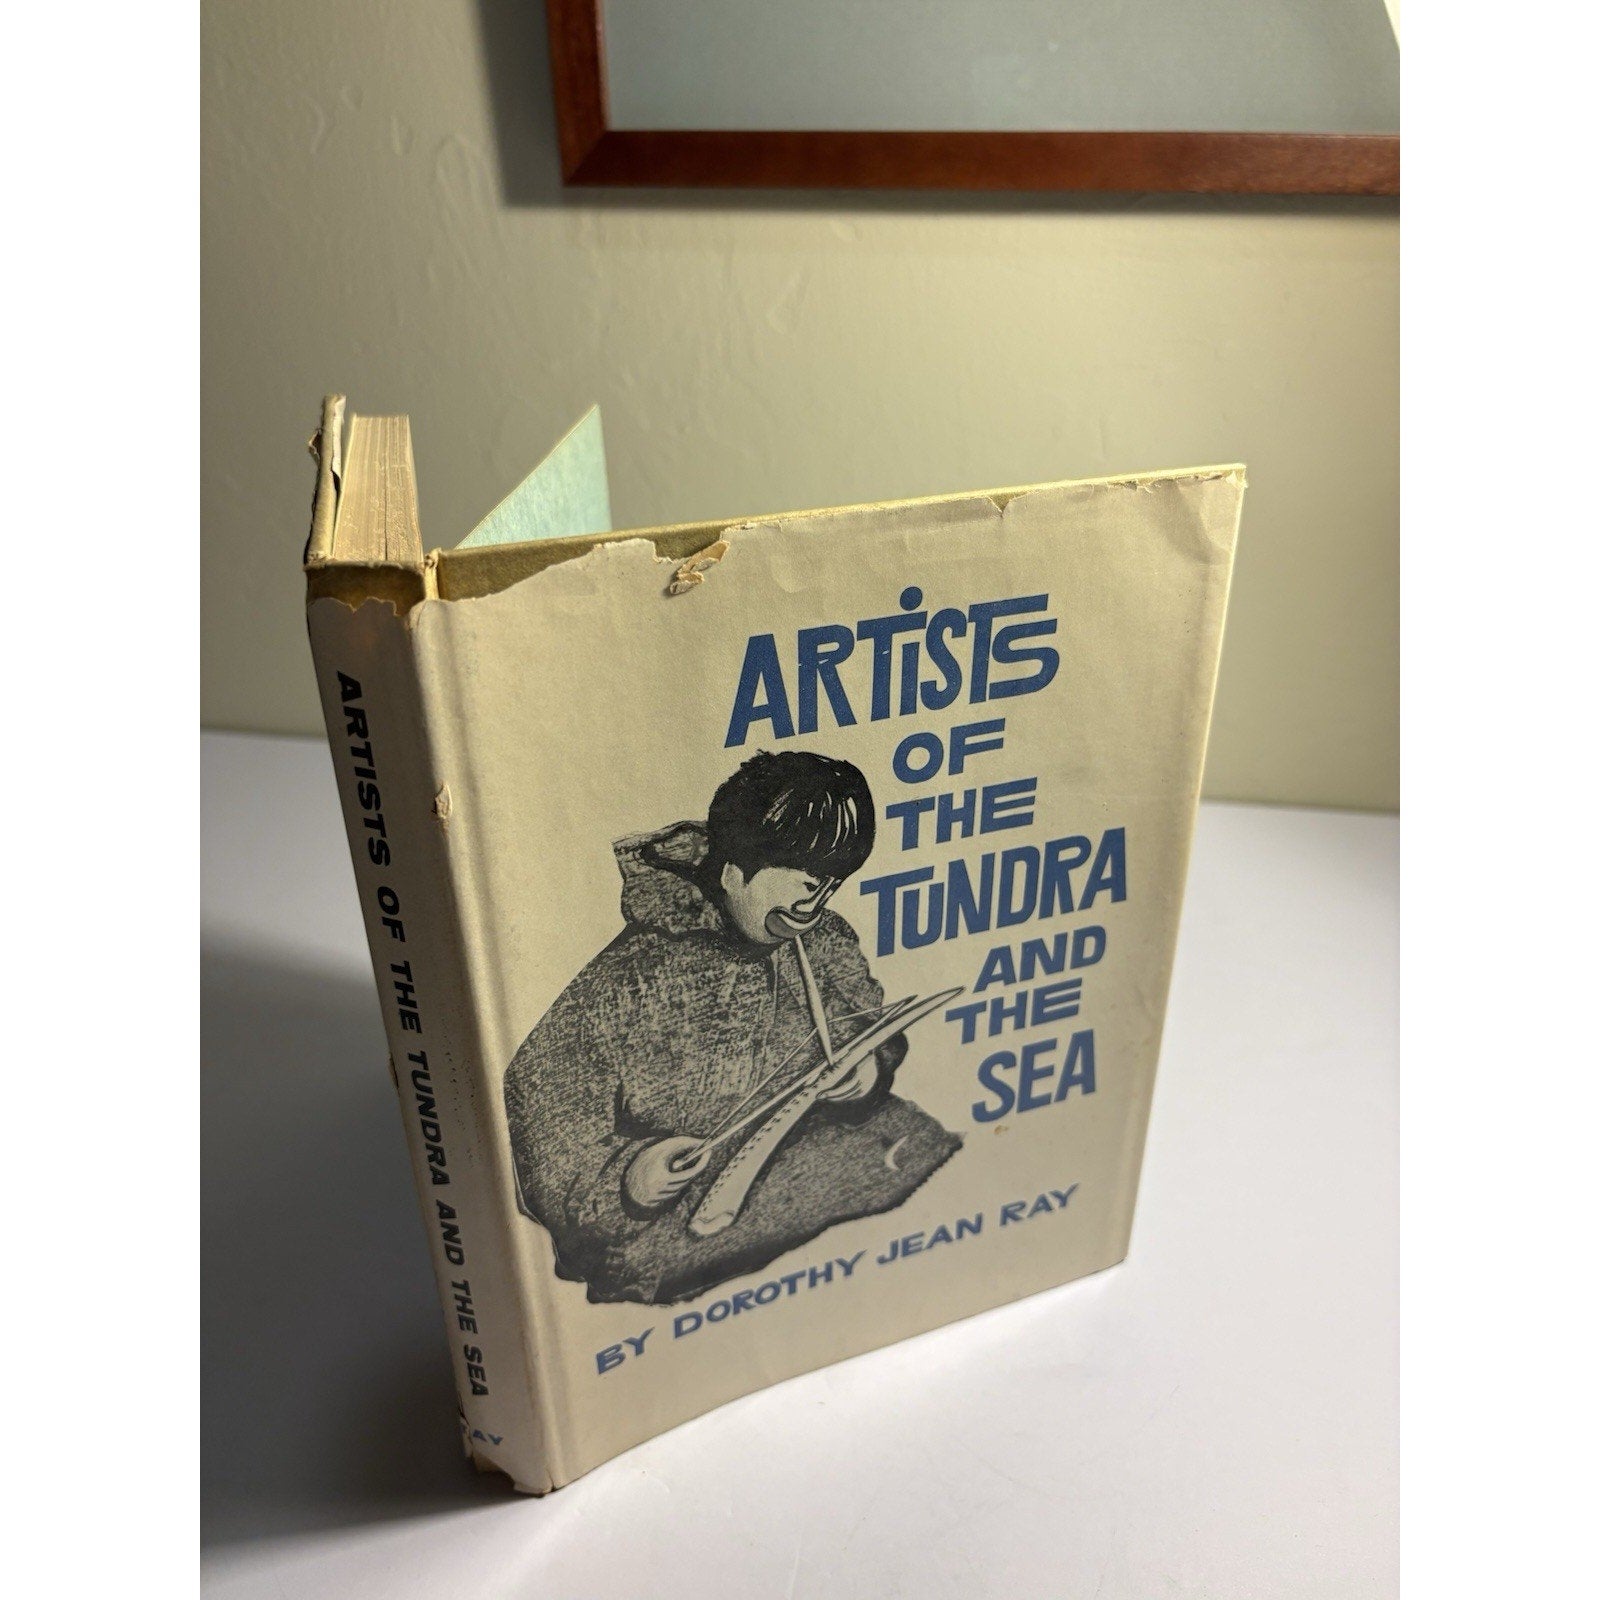 ARTISTS
OF
THE
TUNDRA
AND
THE
SEA
BY DOROTHY JEAN RAY
ARTISTS OF THE TUNDRA AND THE SEA
RAY